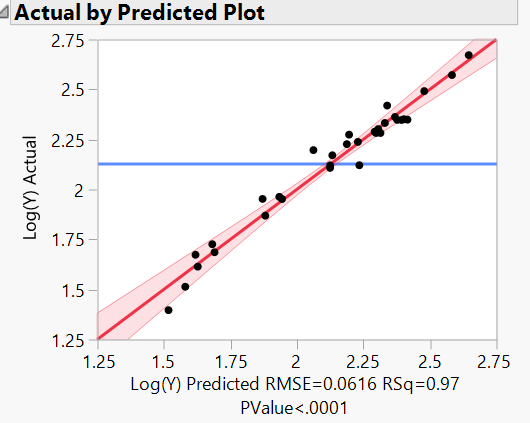 Actual by Predicted Plot
2.75
2.5
2.25
2
1.75
1.5
1.25
Log(Y) Actual
1.25 1.5 1.75 2 2.25 2.5 2.75
Log(Y) Predicted RMSE=0.0616 RSq=0.97
PValue<.0001